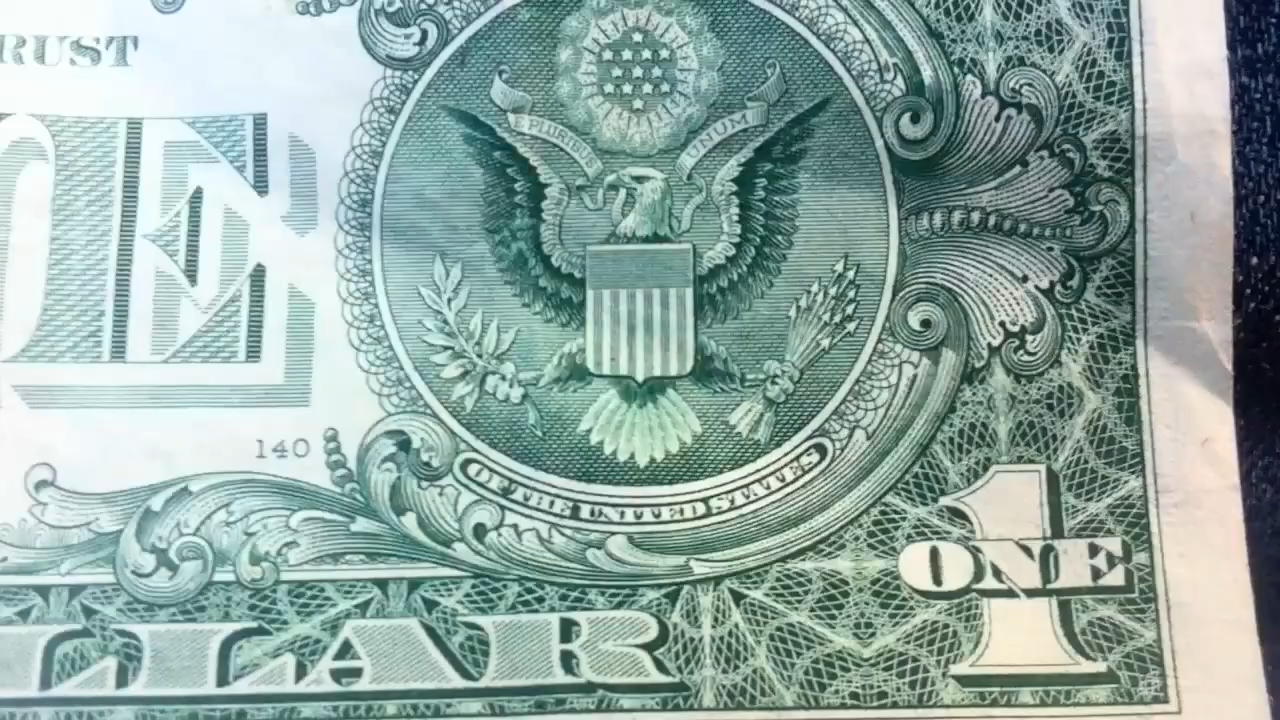 RUST
E
PLURIBUS UNUM
140
OF THE UNITED STATES
1
ONE
LLAR